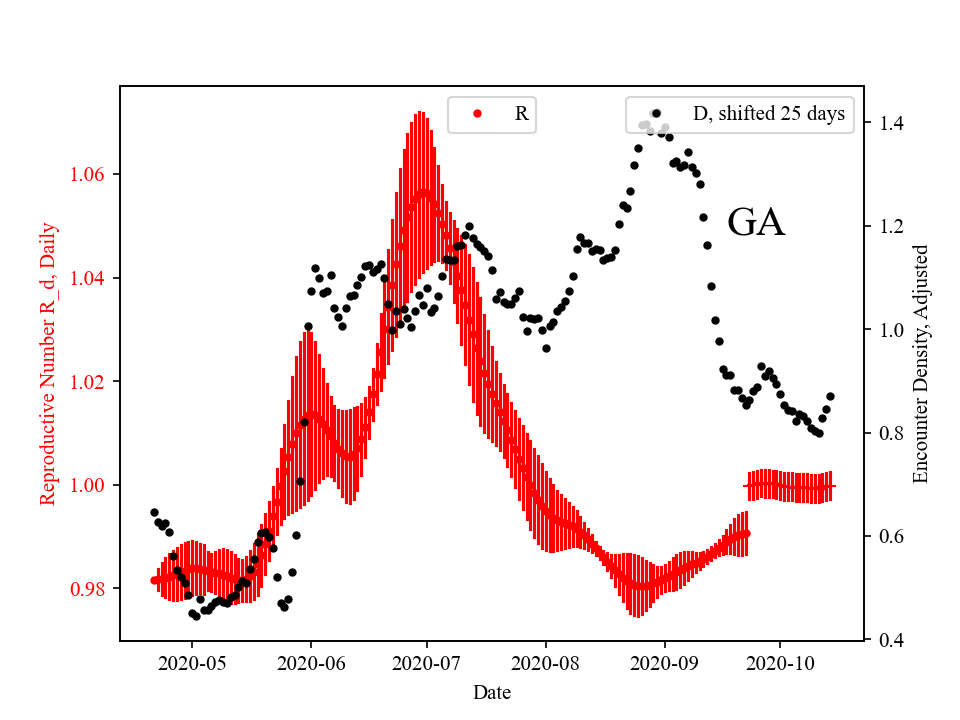 R
D, shifted 25 days
GA
Reproductive Number R_d, Daily
1.06
1.04
1.02
1.00
0.98
1.4
1.2
1.0
0.8
0.6
0.4
Encounter Density, Adjusted
2020-05
2020-06
2020-07
2020-08
2020-09
2020-10
Date